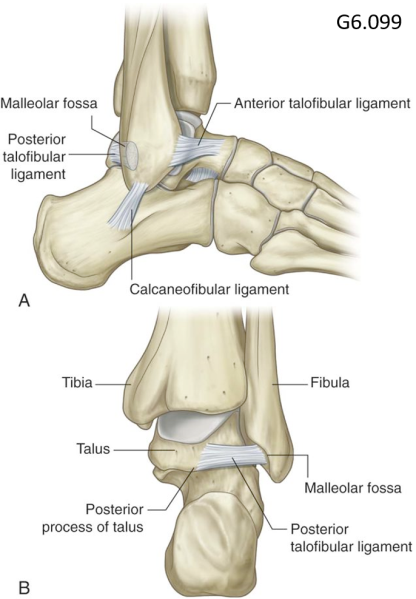 G6.099
Malleolar fossa
Anterior talofibular ligament
Posterior
talofibular
ligament
Calcaneofibular ligament
A
Tibia
Fibula
Talus
Malleolar fossa
Posterior
process of talus
Posterior
talofibular ligament
B